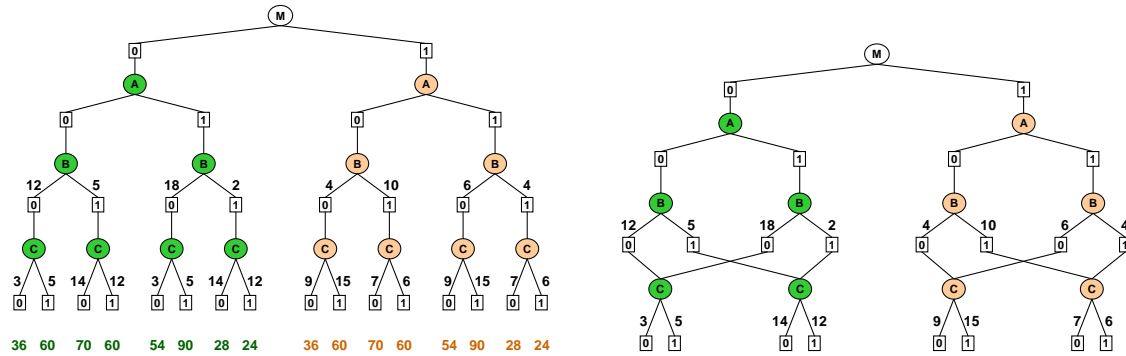 M
0 1
A A
0 1 0 1
B B B B
12 5 18 2 4 10 6 4
0 1 0 1 0 1 0 1
C C C C C C C C
3 5 14 12 3 5 14 12 9 15 7 6 9 15 7 6
0 1 0 1 0 1 0 1 0 1 0 1 0 1 0 1
36 60 70 60 54 90 28 24 36 60 70 60 54 90 28 24
M
0 1
A A
0 1 0 1
B B B B
12 5 18 2 4 10 6 4
0 1 0 1 0 1 0 1
C C C C
3 5 14 12 9 15 7 6
0 1 0 1 0 1 0 1